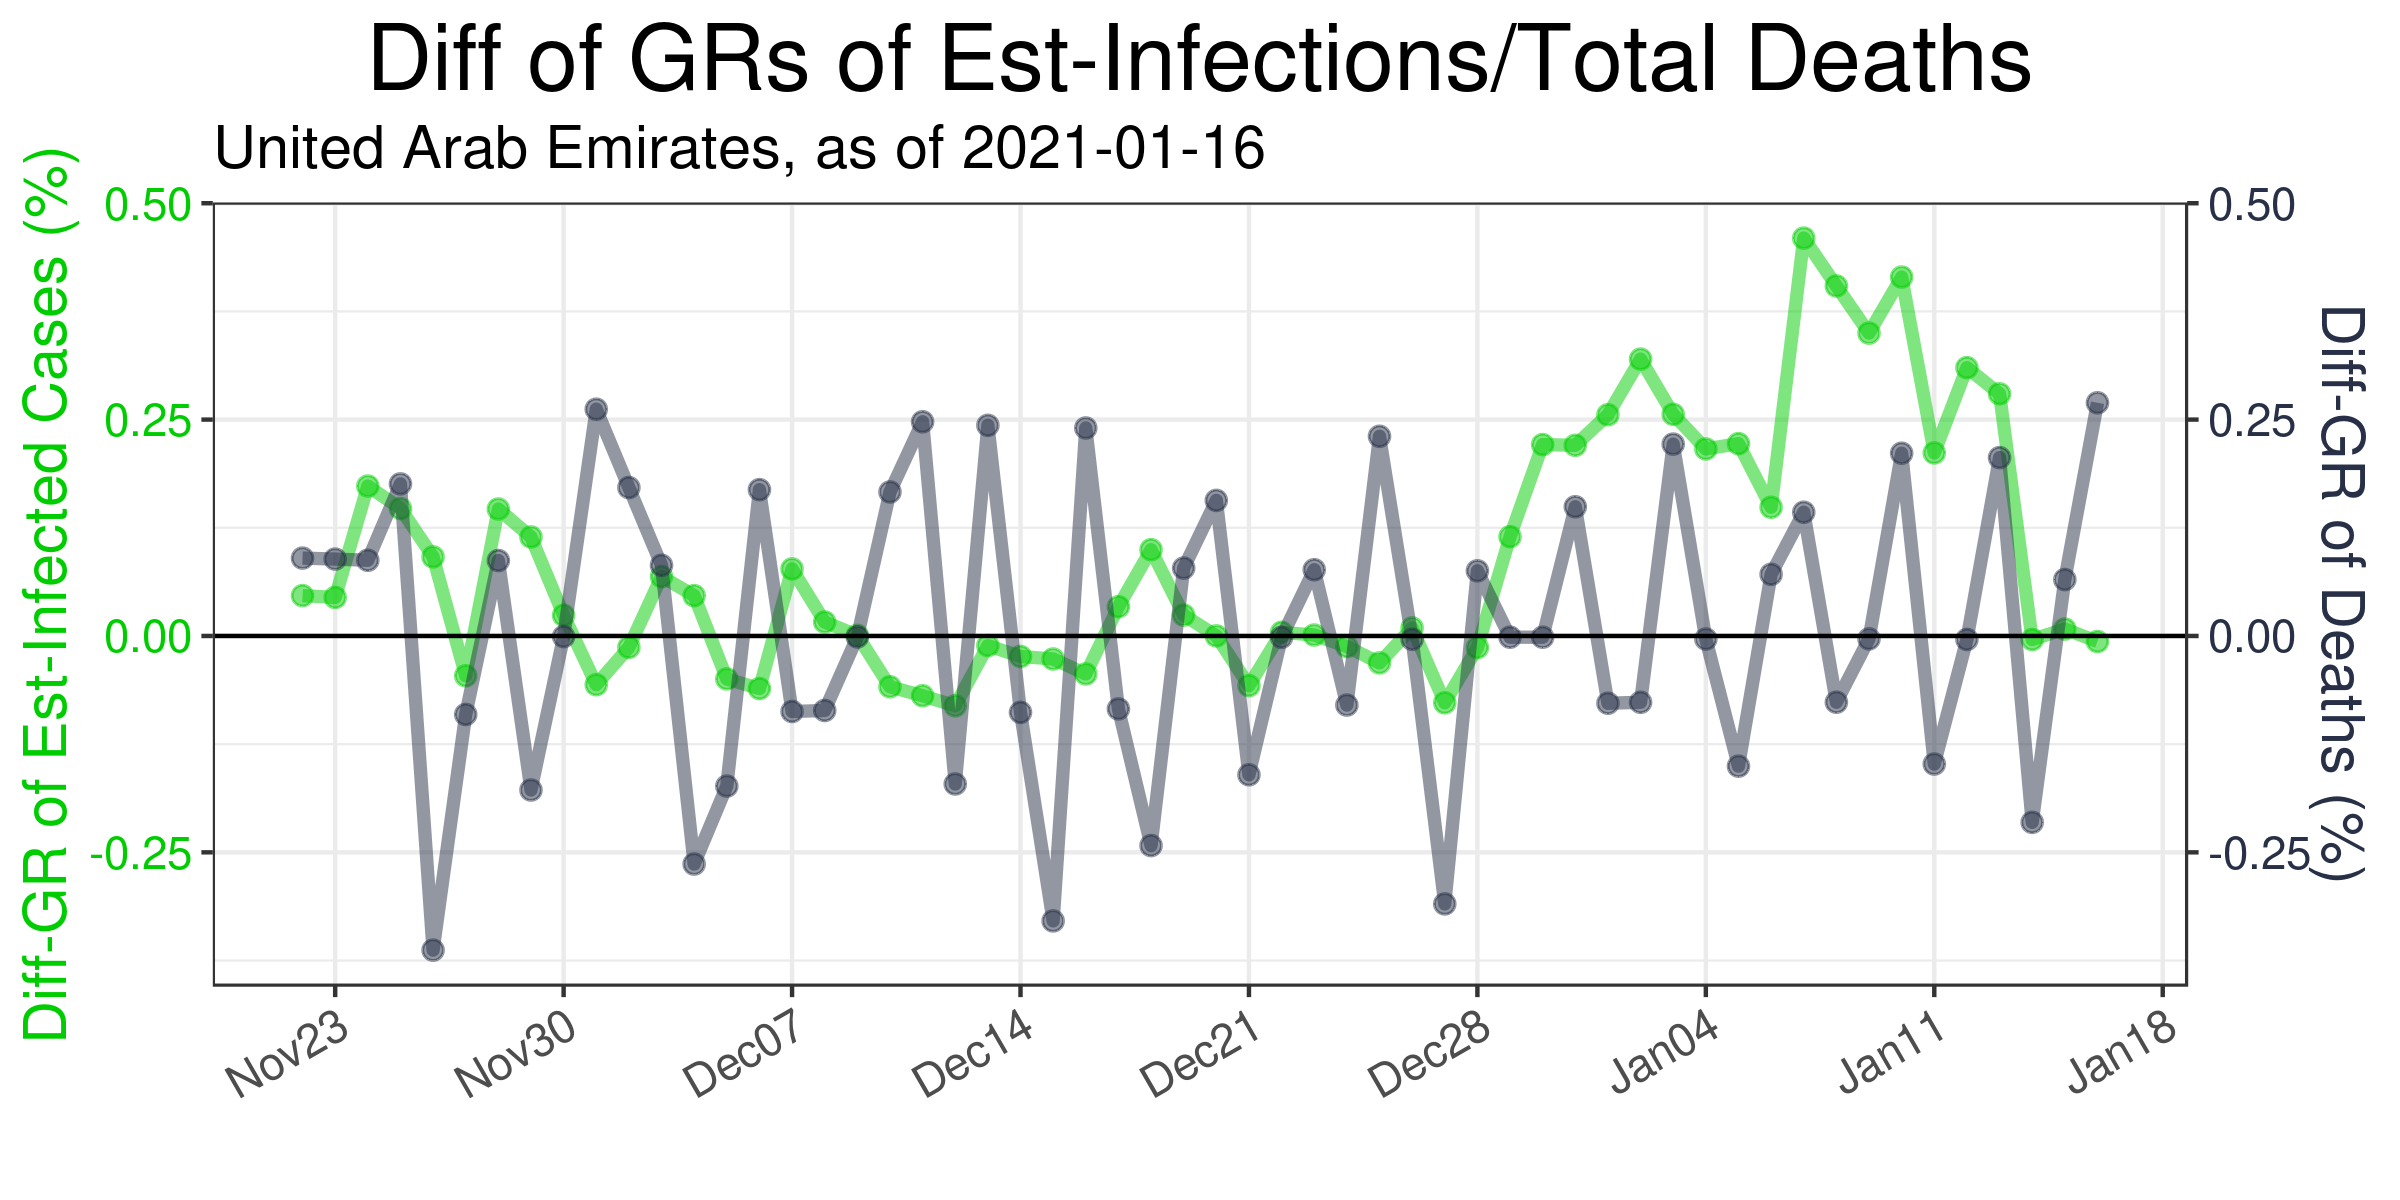 Diff of GRs of Est-Infections/Total Deaths
United Arab Emirates, as of 2021-01-16
Diff-GR of Est-Infected Cases (%)
0.50
0.25
0.00
-0.25
0.50
0.25
0.00
-0.25
Diff-GR of Deaths (%)
Nov23 Nov30 Dec07 Dec14 Dec21 Dec28 Jan04 Jan11 Jan18